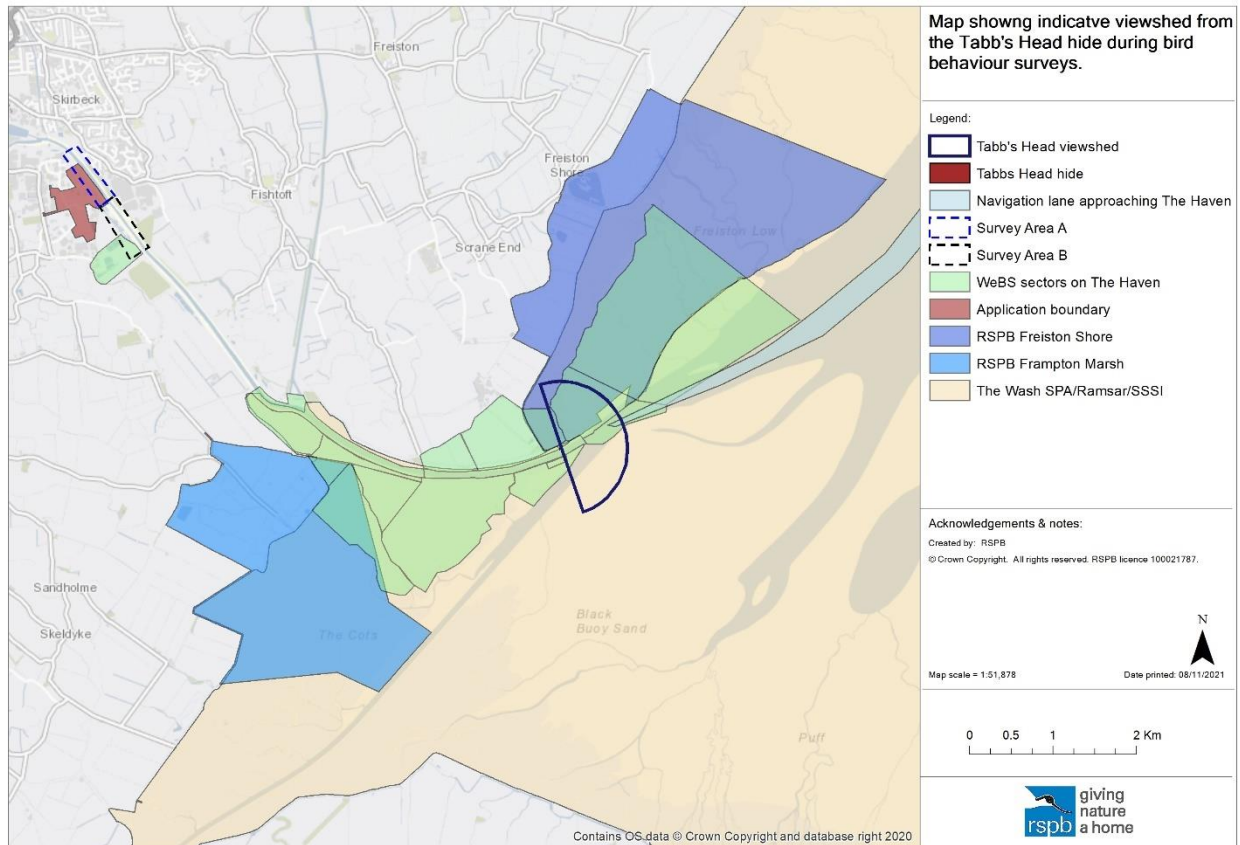 Map showng indicatve viewshed from
the Tabb's Head hide during bird
behaviour surveys.
Legend:
Tabb's Head viewshed
Tabbs Head hide
Navigation lane approaching The Haven
Survey Area A
Survey Area B
WeBS sectors on The Haven
Application boundary
RSPB Freiston Shore
RSPB Frampton Marsh
The Wash SPA/Ramsar/SSSI
Acknowledgements & notes:
Created by: RSPB
© Crown Copyright. All rights reserved. RSPB licence 100021787.
N
Map scale = 1:51,878
Date printed: 08/11/2021
0 0.5 1 2 Km
rspb
giving
nature
a home
Freiston
Skirbeck
Freiston
Shore
Fishtoft
Freiston Low
Scrane End
Sandholme
Skeldyke
The Cots
Black
Buoy Sand
Puff
Contains OS data © Crown Copyright and database right 2020